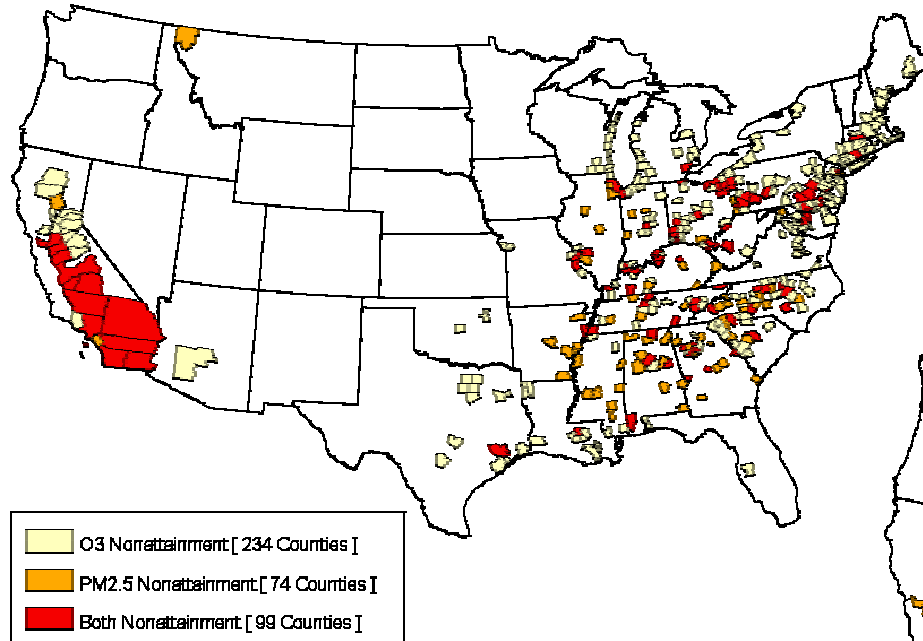 O3 Nonattainment [ 234 Counties ]
PM2.5 Nonattainment [ 74 Counties ]
Both Nonattainment [ 99 Counties ]